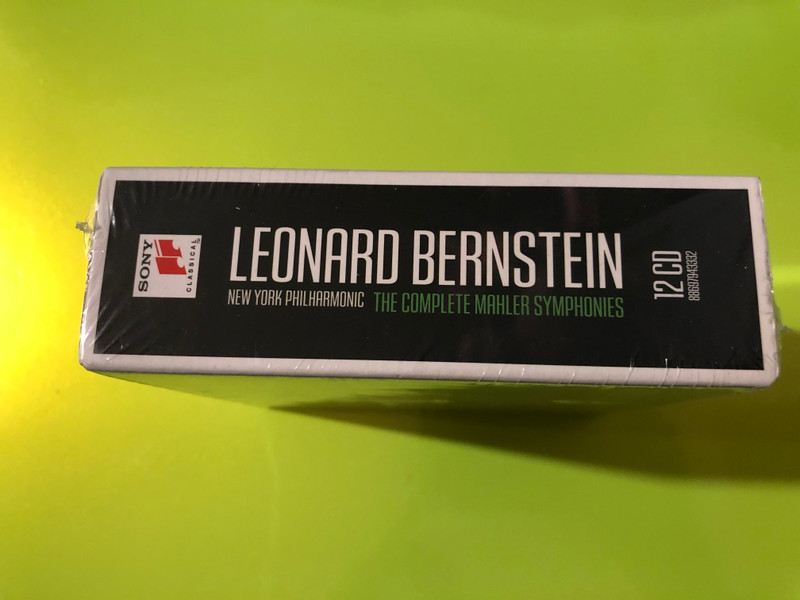 SONY
CLASSICAL
LEONARD BERNSTEIN
NEW YORK PHILHARMONIC THE COMPLETE MAHLER SYMPHONIES
12 CD
88697943332